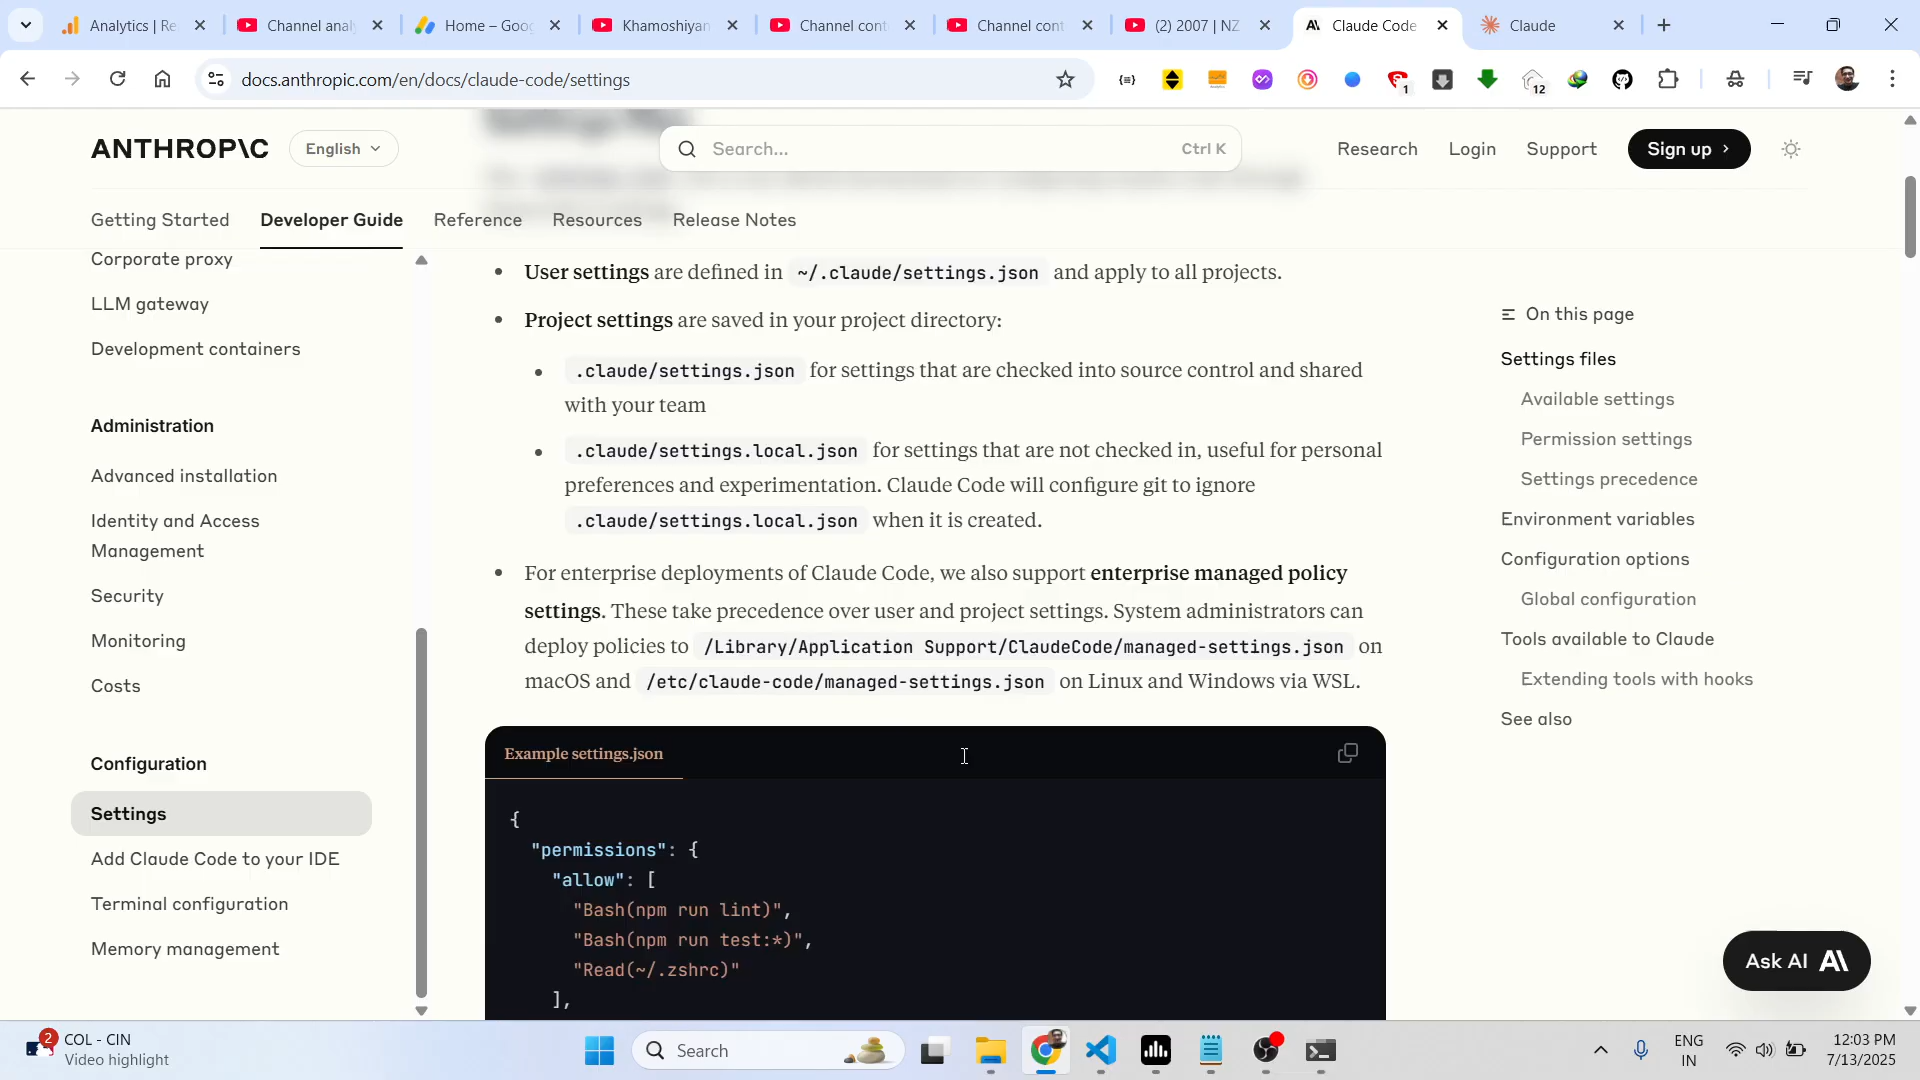 Analytics | Re
Channel anal
Home – Goog
Khamoshiyan
Channel cont
Channel cont
(2) 2007 | NZ
Claude Code
Claude
docs.anthropic.com/en/docs/claude-code/settings
1
12
ANTHROP\C
English
Search...
Ctrl K
Research
Login
Support
Sign up
Getting Started
Developer Guide
Reference
Resources
Release Notes
Corporate proxy
LLM gateway
Development containers
Administration
Advanced installation
Identity and Access
Management
Security
Monitoring
Costs
Configuration
Settings
Add Claude Code to your IDE
Terminal configuration
Memory management
User settings are defined in ~/.claude/settings.json and apply to all projects.
Project settings are saved in your project directory:
.claude/settings.json for settings that are checked into source control and shared
with your team
.claude/settings.local.json for settings that are not checked in, useful for personal
preferences and experimentation. Claude Code will configure git to ignore
.claude/settings.local.json when it is created.
For enterprise deployments of Claude Code, we also support enterprise managed policy
settings. These take precedence over user and project settings. System administrators can
deploy policies to /Library/Application Support/ClaudeCode/managed-settings.json on
macOS and /etc/claude-code/managed-settings.json on Linux and Windows via WSL.
Example settings.json
{
"permissions": {
"allow": [
"Bash(npm run lint)",
"Bash(npm run test:*)",
"Read(~/.zshrc)"
],
On this page
Settings files
Available settings
Permission settings
Settings precedence
Environment variables
Configuration options
Global configuration
Tools available to Claude
Extending tools with hooks
See also
Ask AI
2
COL - CIN
Video highlight
Search
ENG
IN
12:03 PM
7/13/2025